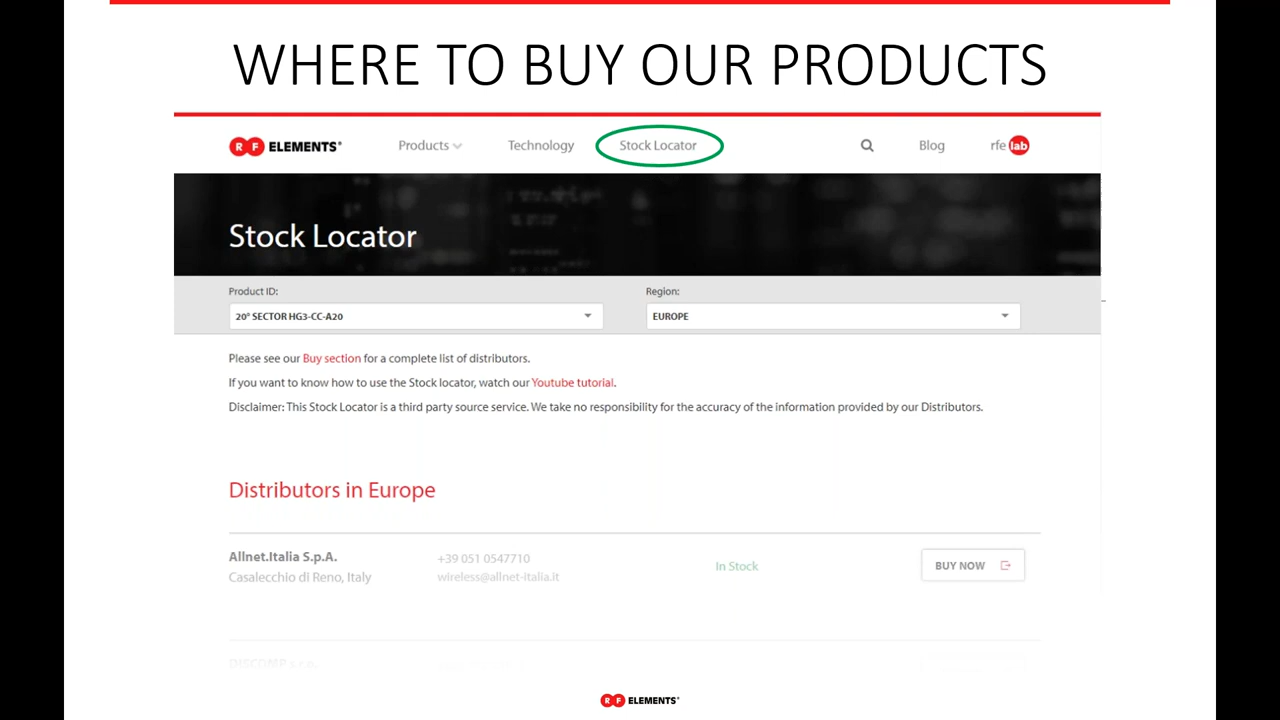 WHERE TO BUY OUR PRODUCTS
RF ELEMENTS® Products Technology Stock Locator Blog rfe lab
Stock Locator
Product ID: Region:
20° SECTOR HG3-CC-A20 EUROPE
Please see our Buy section for a complete list of distributors.
If you want to know how to use the Stock locator, watch our Youtube tutorial.
Disclaimer: This Stock Locator is a third party source service. We take no responsibility for the accuracy of the information provided by our Distributors.
Distributors in Europe
Allnet.Italia S.p.A. +39 051 0547710
In Stock BUY NOW
Casalecchio di Reno, Italy wireless@allnet-italia.it
RF ELEMENTS®